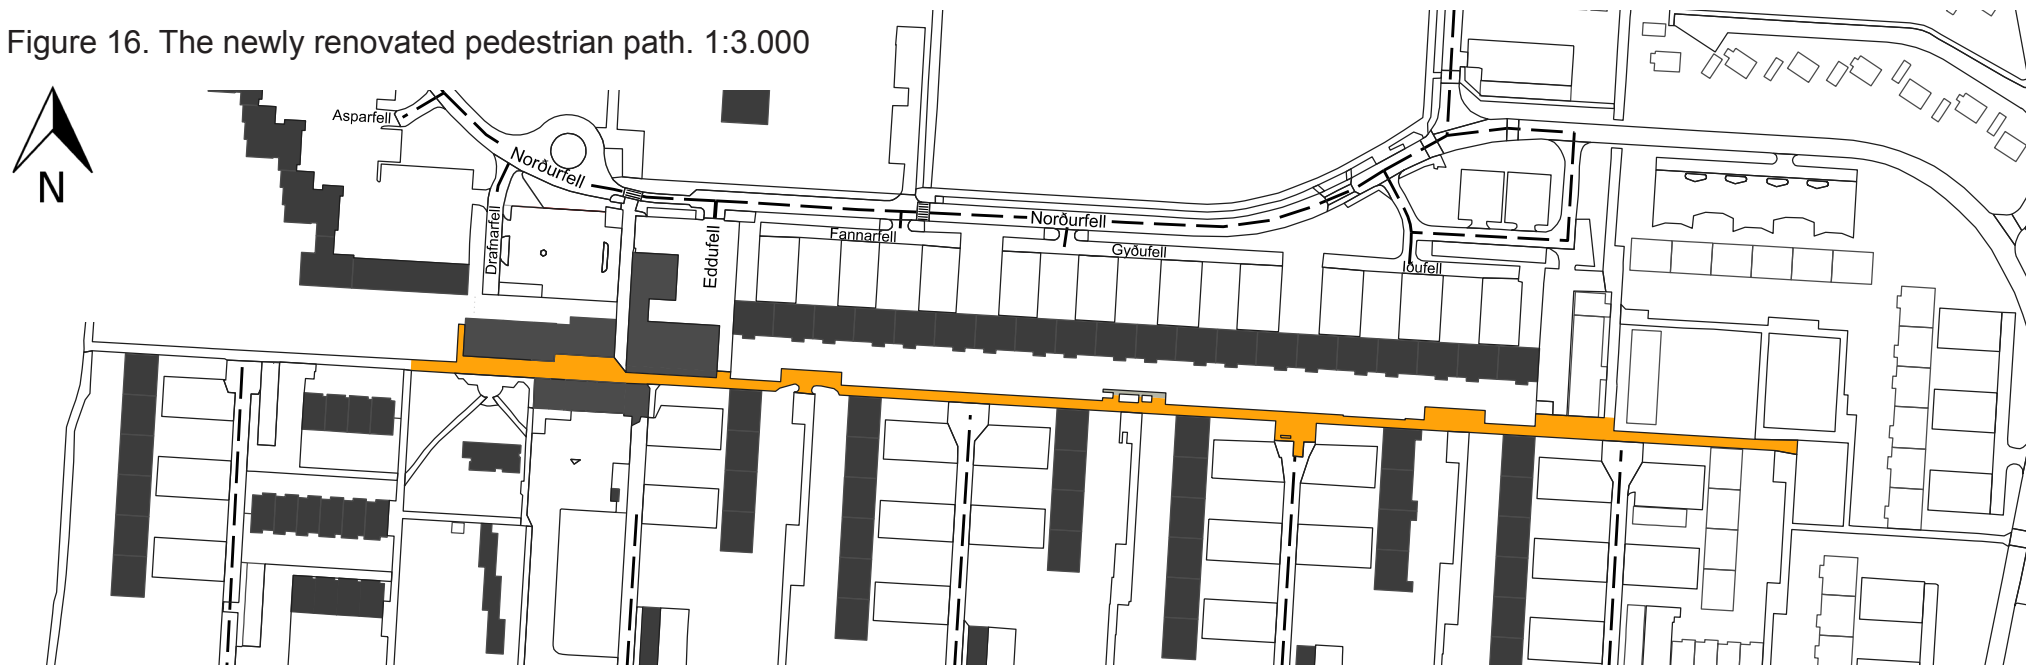 Figure 16. The newly renovated pedestrian path. 1:3.000
N
Asparfell
Norðurfell
Drafnarfell
Eddufell
Fannarfell
Norðurfell
Gyðufell
Iðufell